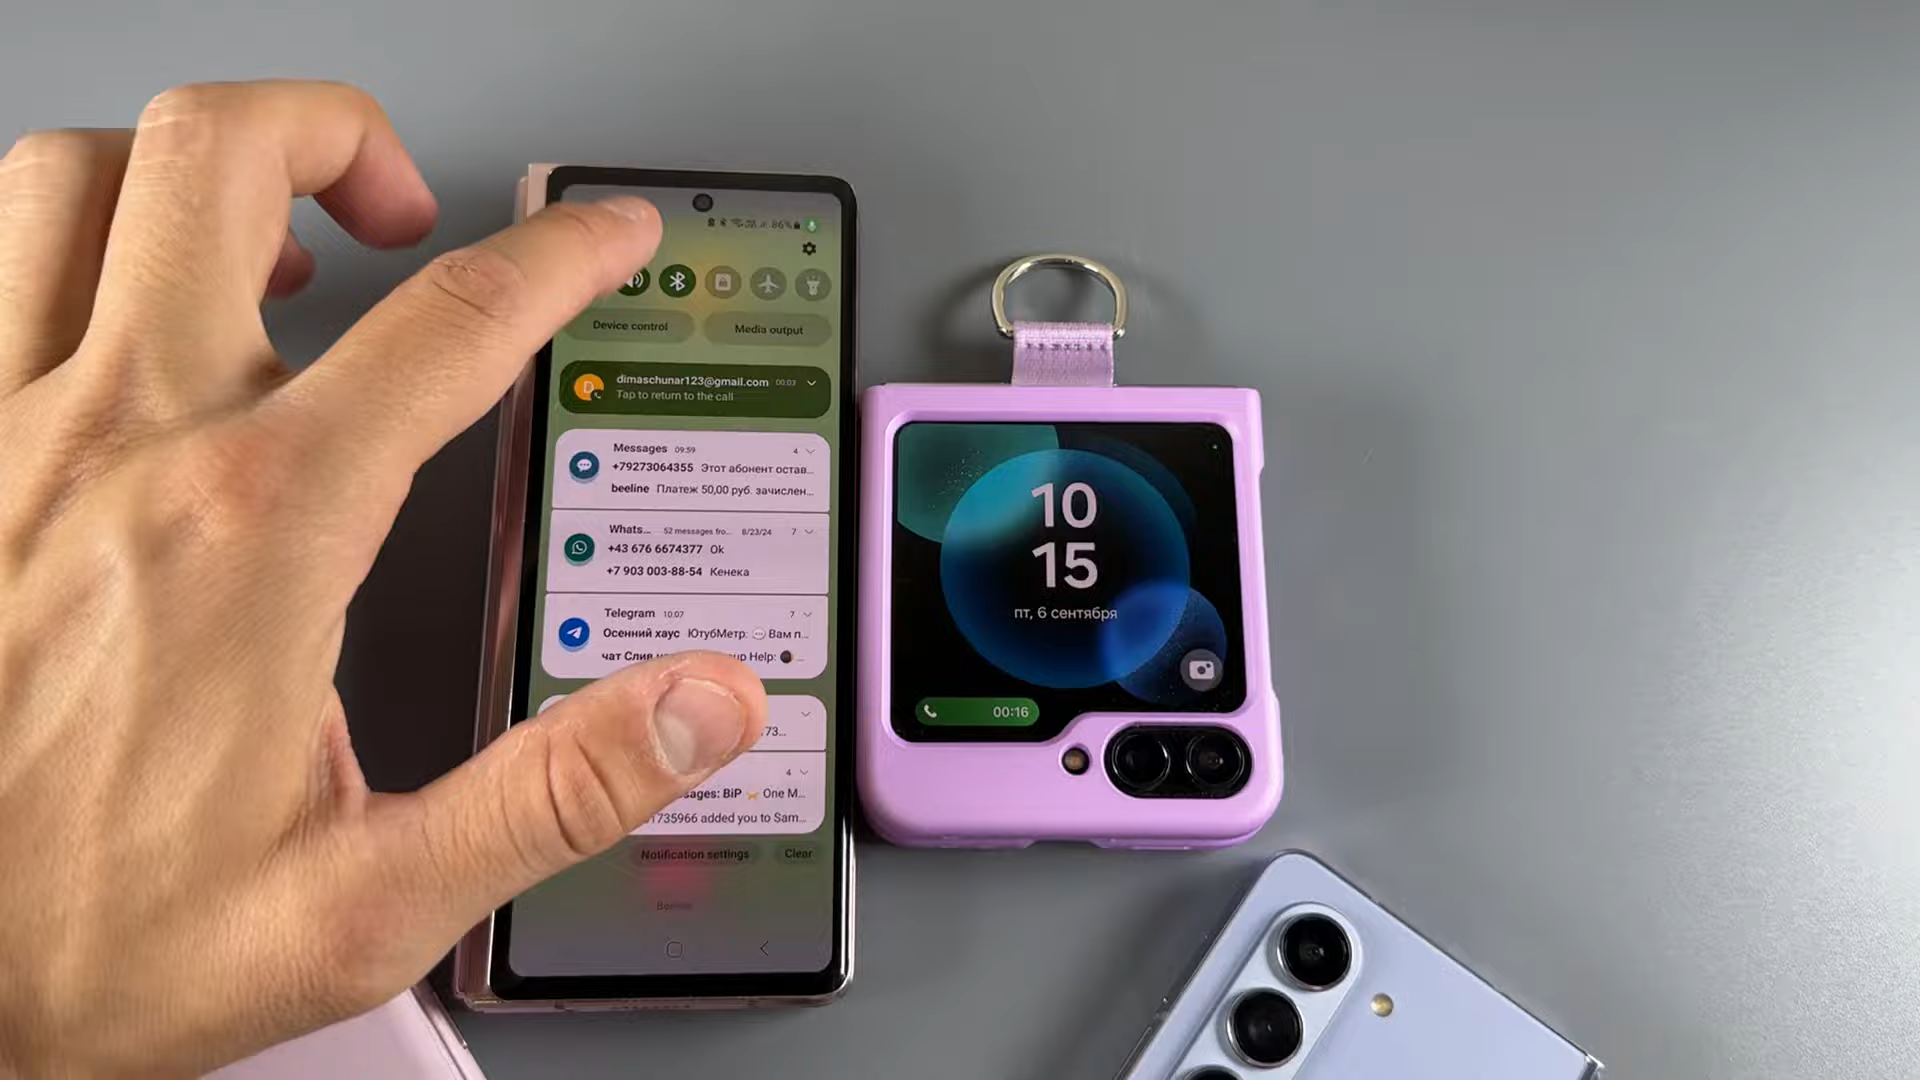 86%
Device control
Media output
D
dimaschunar123@gmail.com 00:03
Tap to return to the call
Messages 09:59 4
+79273064355 Этот абонент остав...
beeline Платеж 50,00 руб. зачислен...
Whats... 52 messages fro... 8/23/24 7
+43 676 6674377 Ok
+7 903 003-88-54 Кенека
Telegram 10:07 7
Осенний хаус ЮтубМетр: Вам п...
чат Слив up Help: ...
73...
4
sages: BiP One M...
1735966 added you to Sam...
Notification settings
Clear
10
15
пт, 6 сентября
00:16